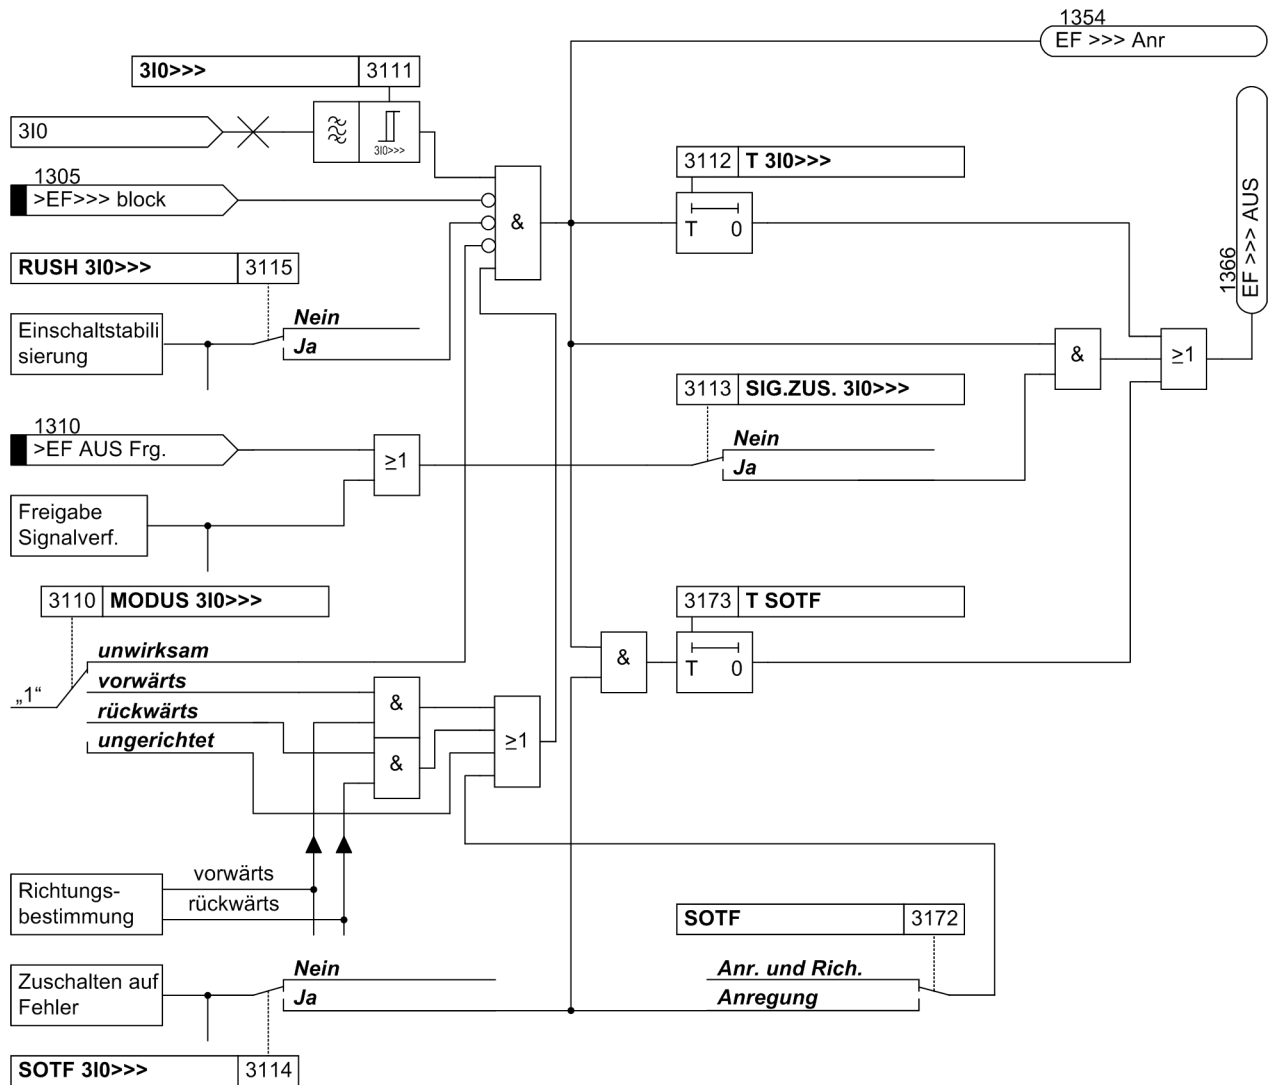 1354
EF >>> Anr
3I0>>> 3111
3I0
3I0>>>
1305
>EF>>> block
&
3112 T 3I0>>>
T 0
1366
EF >>> AUS
RUSH 3I0>>> 3115
Nein
Ja
Einschaltstabili
sierung
&
≥1
3113 SIG.ZUS. 3I0>>>
Nein
Ja
1310
>EF AUS Frg.
≥1
Freigabe
Signalverf.
3110 MODUS 3I0>>>
unwirksam
vorwärts
rückwärts
ungerichtet
„1“
&
&
≥1
3173 T SOTF
&
T 0
Richtungs-
bestimmung
vorwärts
rückwärts
SOTF 3172
Anr. und Rich.
Anregung
Zuschalten auf
Fehler
Nein
Ja
SOTF 3I0>>> 3114